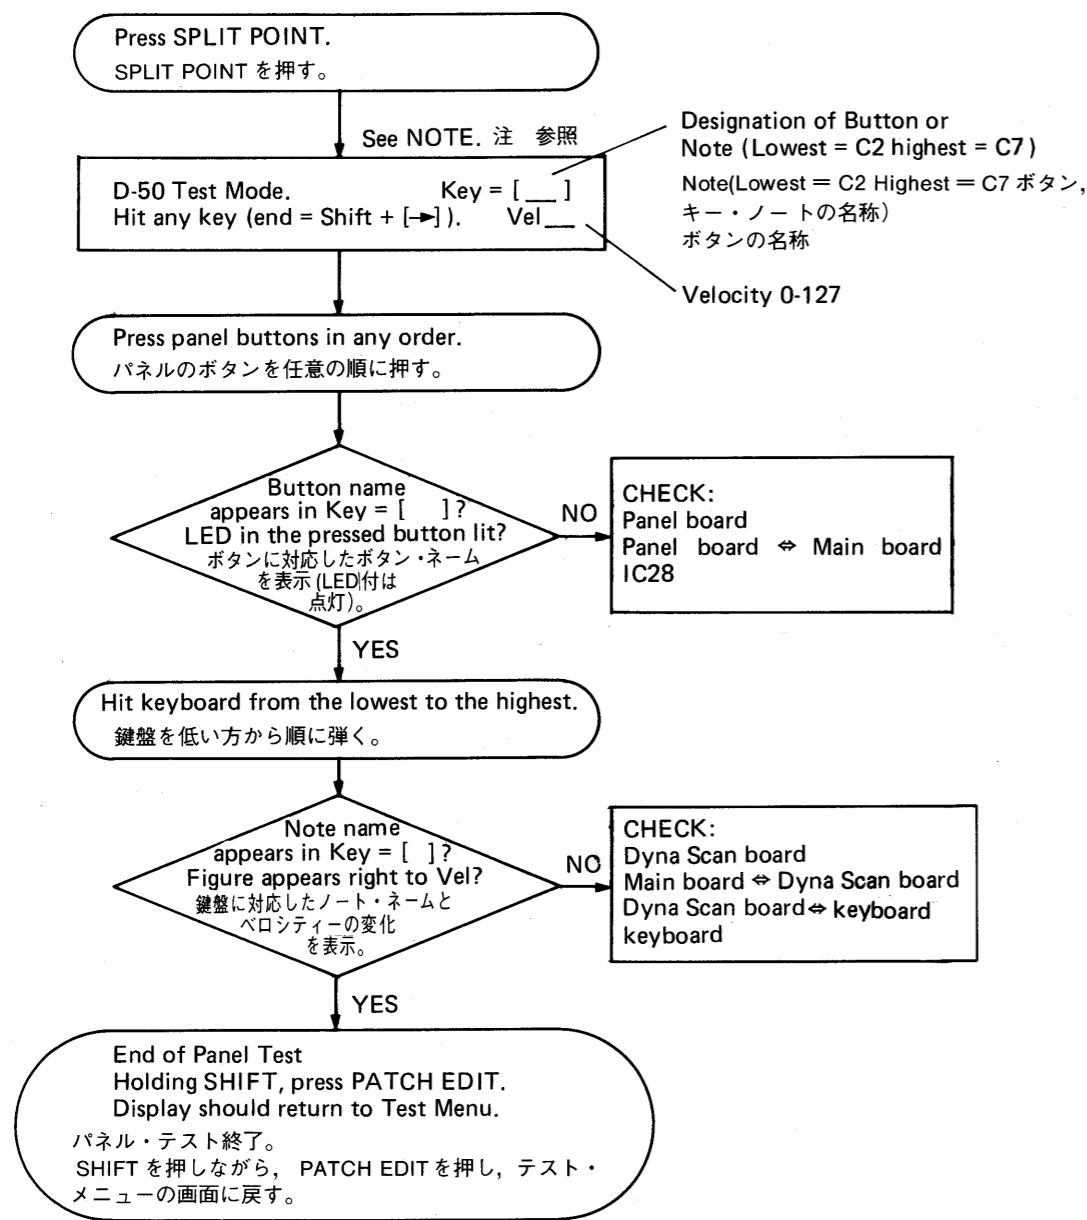 Press SPLIT POINT.
SPLIT POINT を押す。
See NOTE. 注 参照
D-50 Test Mode. Key = [ __ ]
Hit any key (end = Shift + [→] ). Vel __
Designation of Button or
Note (Lowest = C2 highest = C7)
Note(Lowest = C2 Highest = C7 ボタン,
キー・ノートの名称)
ボタンの名称
Velocity 0-127
Press panel buttons in any order.
パネルのボタンを任意の順に押す。
Button name
appears in Key = [ ]?
LED in the pressed button lit?
ボタンに対応したボタン・ネーム
を表示(LED付は
点灯)。
NO
CHECK:
Panel board
Panel board ⇔ Main board
IC28
YES
Hit keyboard from the lowest to the highest.
鍵盤を低い方から順に弾く。
Note name
appears in Key = [ ]?
Figure appears right to Vel?
鍵盤に対応したノート・ネームと
ベロシティーの変化
を表示。
NO
CHECK:
Dyna Scan board
Main board ⇔ Dyna Scan board
Dyna Scan board ⇔ keyboard
keyboard
YES
End of Panel Test
Holding SHIFT, press PATCH EDIT.
Display should return to Test Menu.
パネル・テスト終了。
SHIFT を押しながら, PATCH EDIT を押し, テスト・
メニューの画面に戻す。